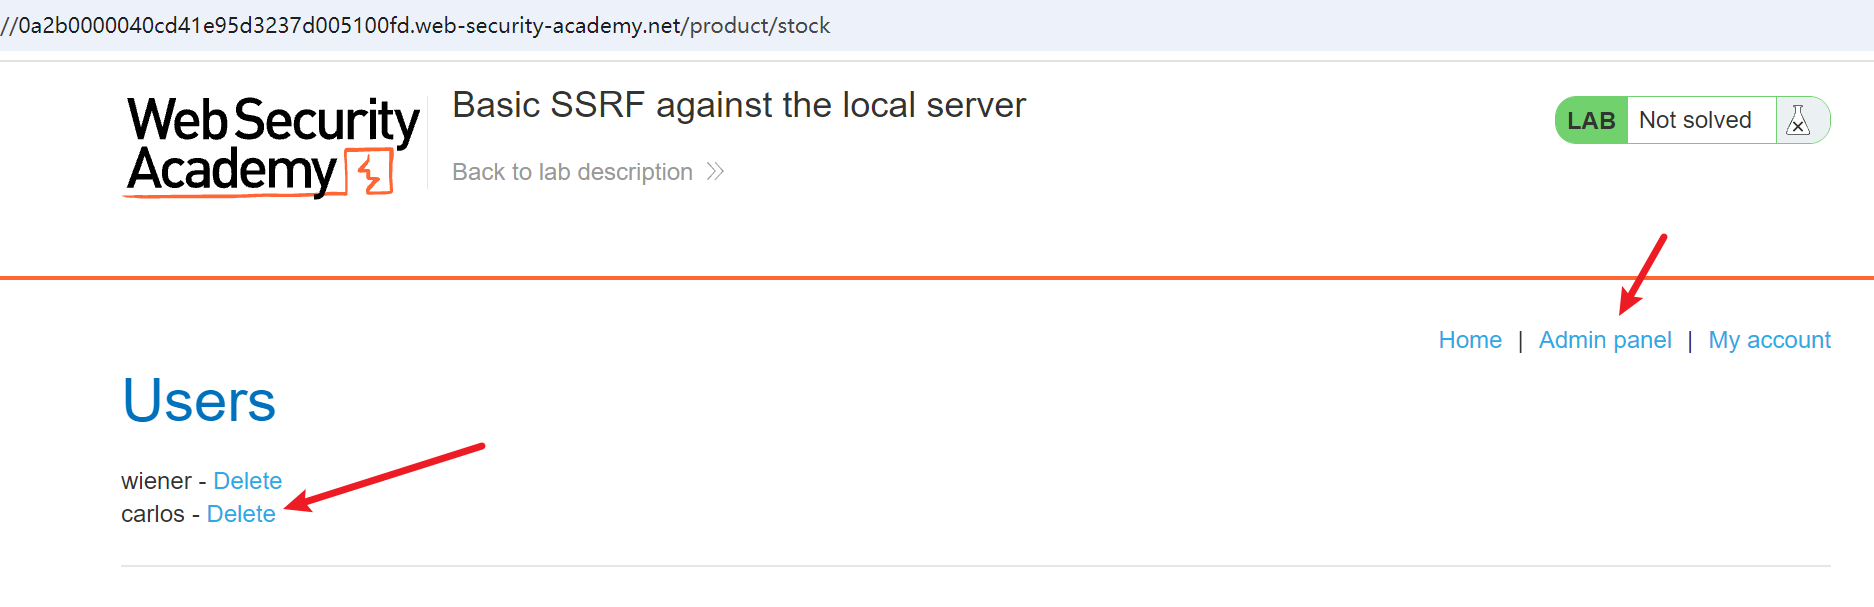 //0a2b0000040cd41e95d3237d005100fd.web-security-academy.net/product/stock
Web Security
Academy
Basic SSRF against the local server
Back to lab description
LAB Not solved
Home | Admin panel | My account
Users
wiener - Delete
carlos - Delete